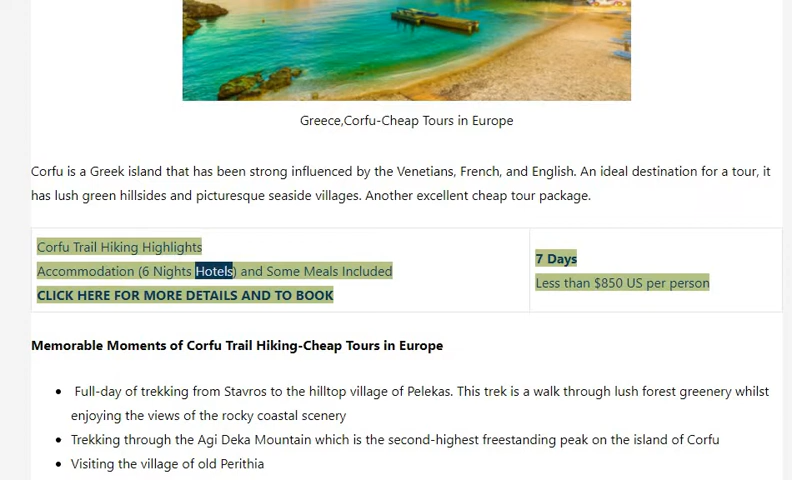 Greece,Corfu-Cheap Tours in Europe
Corfu is a Greek island that has been strong influenced by the Venetians, French, and English. An ideal destination for a tour, it
has lush green hillsides and picturesque seaside villages. Another excellent cheap tour package.
Corfu Trail Hiking Highlights
Accommodation (6 Nights Hotels) and Some Meals Included
CLICK HERE FOR MORE DETAILS AND TO BOOK
7 Days
Less than $850 US per person
Memorable Moments of Corfu Trail Hiking-Cheap Tours in Europe
• Full-day of trekking from Stavros to the hilltop village of Pelekas. This trek is a walk through lush forest greenery whilst
enjoying the views of the rocky coastal scenery
• Trekking through the Agi Deka Mountain which is the second-highest freestanding peak on the island of Corfu
• Visiting the village of old Perithia